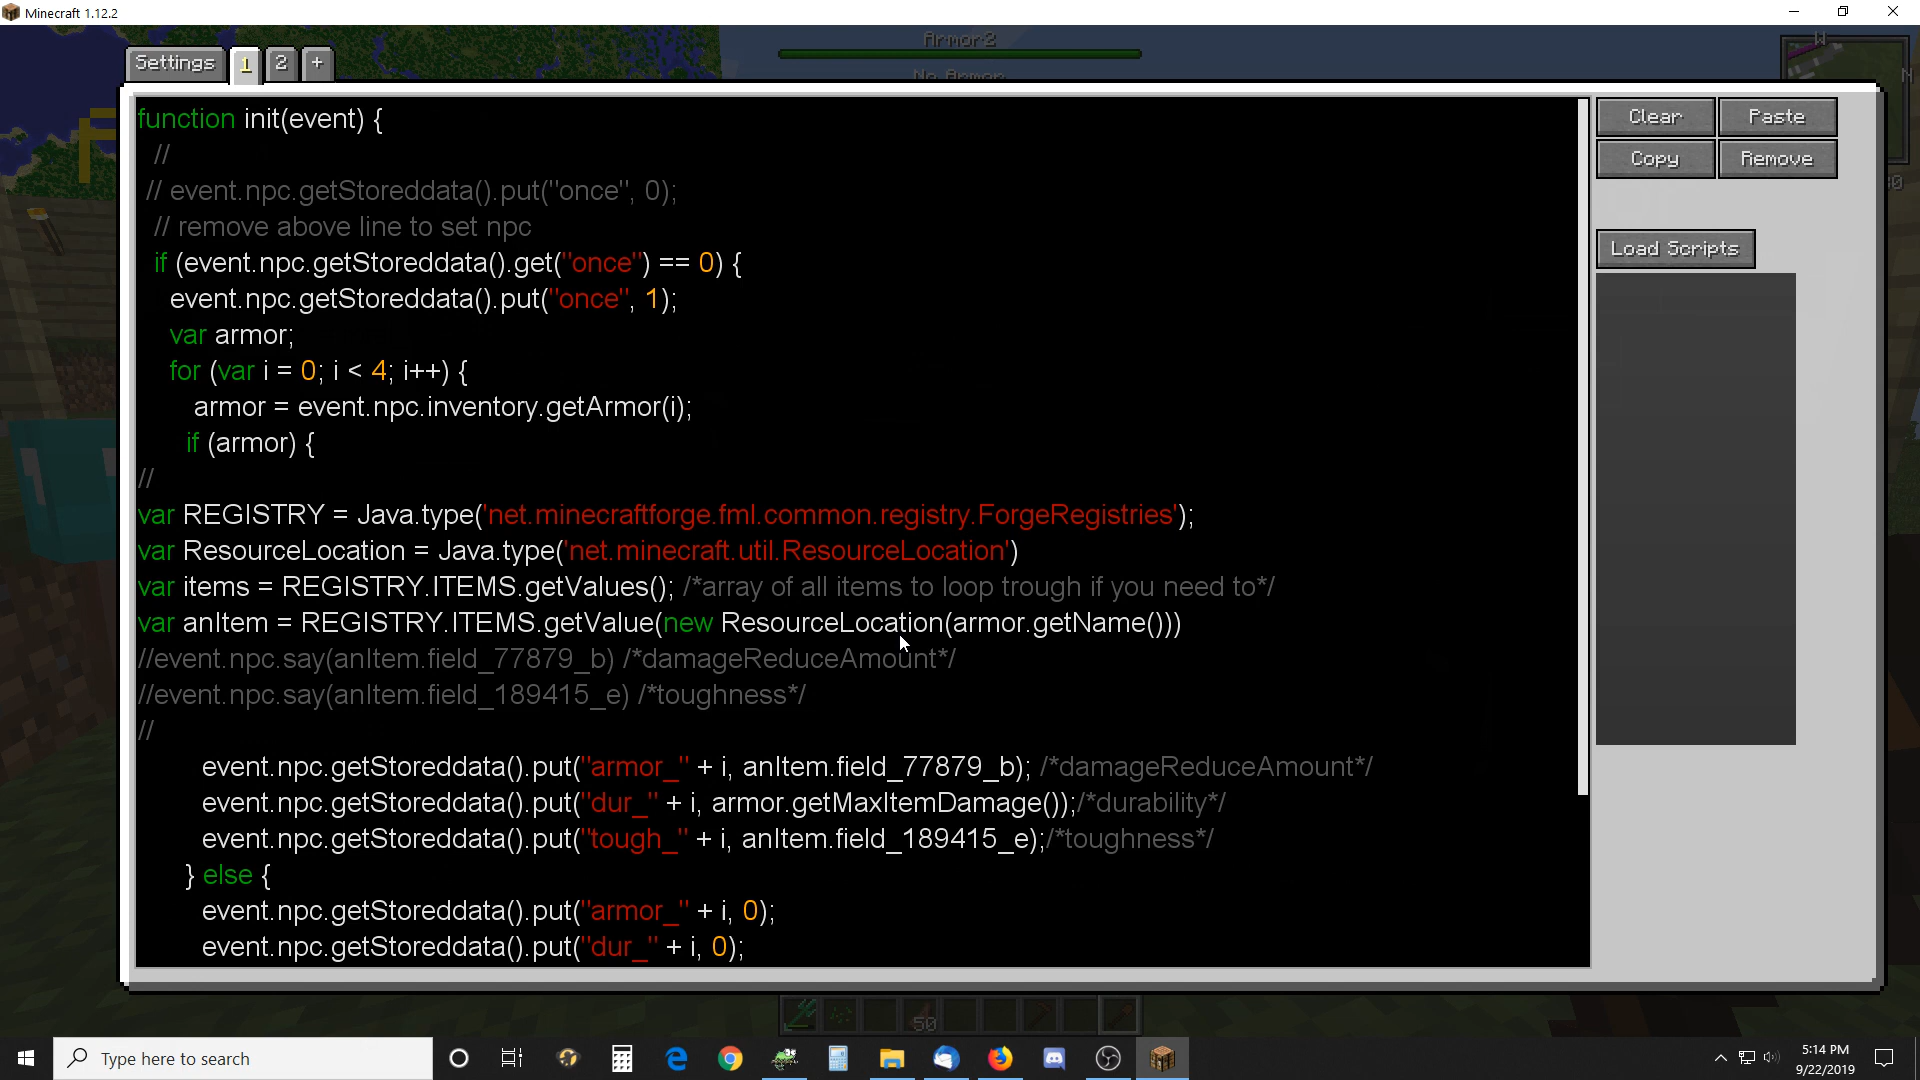 Minecraft 1.12.2
Armor2
No Armor
W
N
Settings 1 2 +
function init(event) {
//
// event.npc.getStoreddata().put("once", 0);
// remove above line to set npc
if (event.npc.getStoreddata().get("once") == 0) {
event.npc.getStoreddata().put("once", 1);
var armor;
for (var i = 0; i < 4; i++) {
armor = event.npc.inventory.getArmor(i);
if (armor) {
//
var REGISTRY = Java.type('net.minecraftforge.fml.common.registry.ForgeRegistries');
var ResourceLocation = Java.type('net.minecraft.util.ResourceLocation')
var items = REGISTRY.ITEMS.getValues(); /*array of all items to loop trough if you need to*/
var anItem = REGISTRY.ITEMS.getValue(new ResourceLocation(armor.getName()))
//event.npc.say(anItem.field_77879_b) /*damageReduceAmount*/
//event.npc.say(anItem.field_189415_e) /*toughness*/
//
event.npc.getStoreddata().put("armor_" + i, anItem.field_77879_b); /*damageReduceAmount*/
event.npc.getStoreddata().put("dur_" + i, armor.getMaxItemDamage());/*durability*/
event.npc.getStoreddata().put("tough_" + i, anItem.field_189415_e);/*toughness*/
} else {
event.npc.getStoreddata().put("armor_" + i, 0);
event.npc.getStoreddata().put("dur_" + i, 0);
Clear Paste
Copy Remove
Load Scripts
50
Type here to search
5:14 PM
9/22/2019